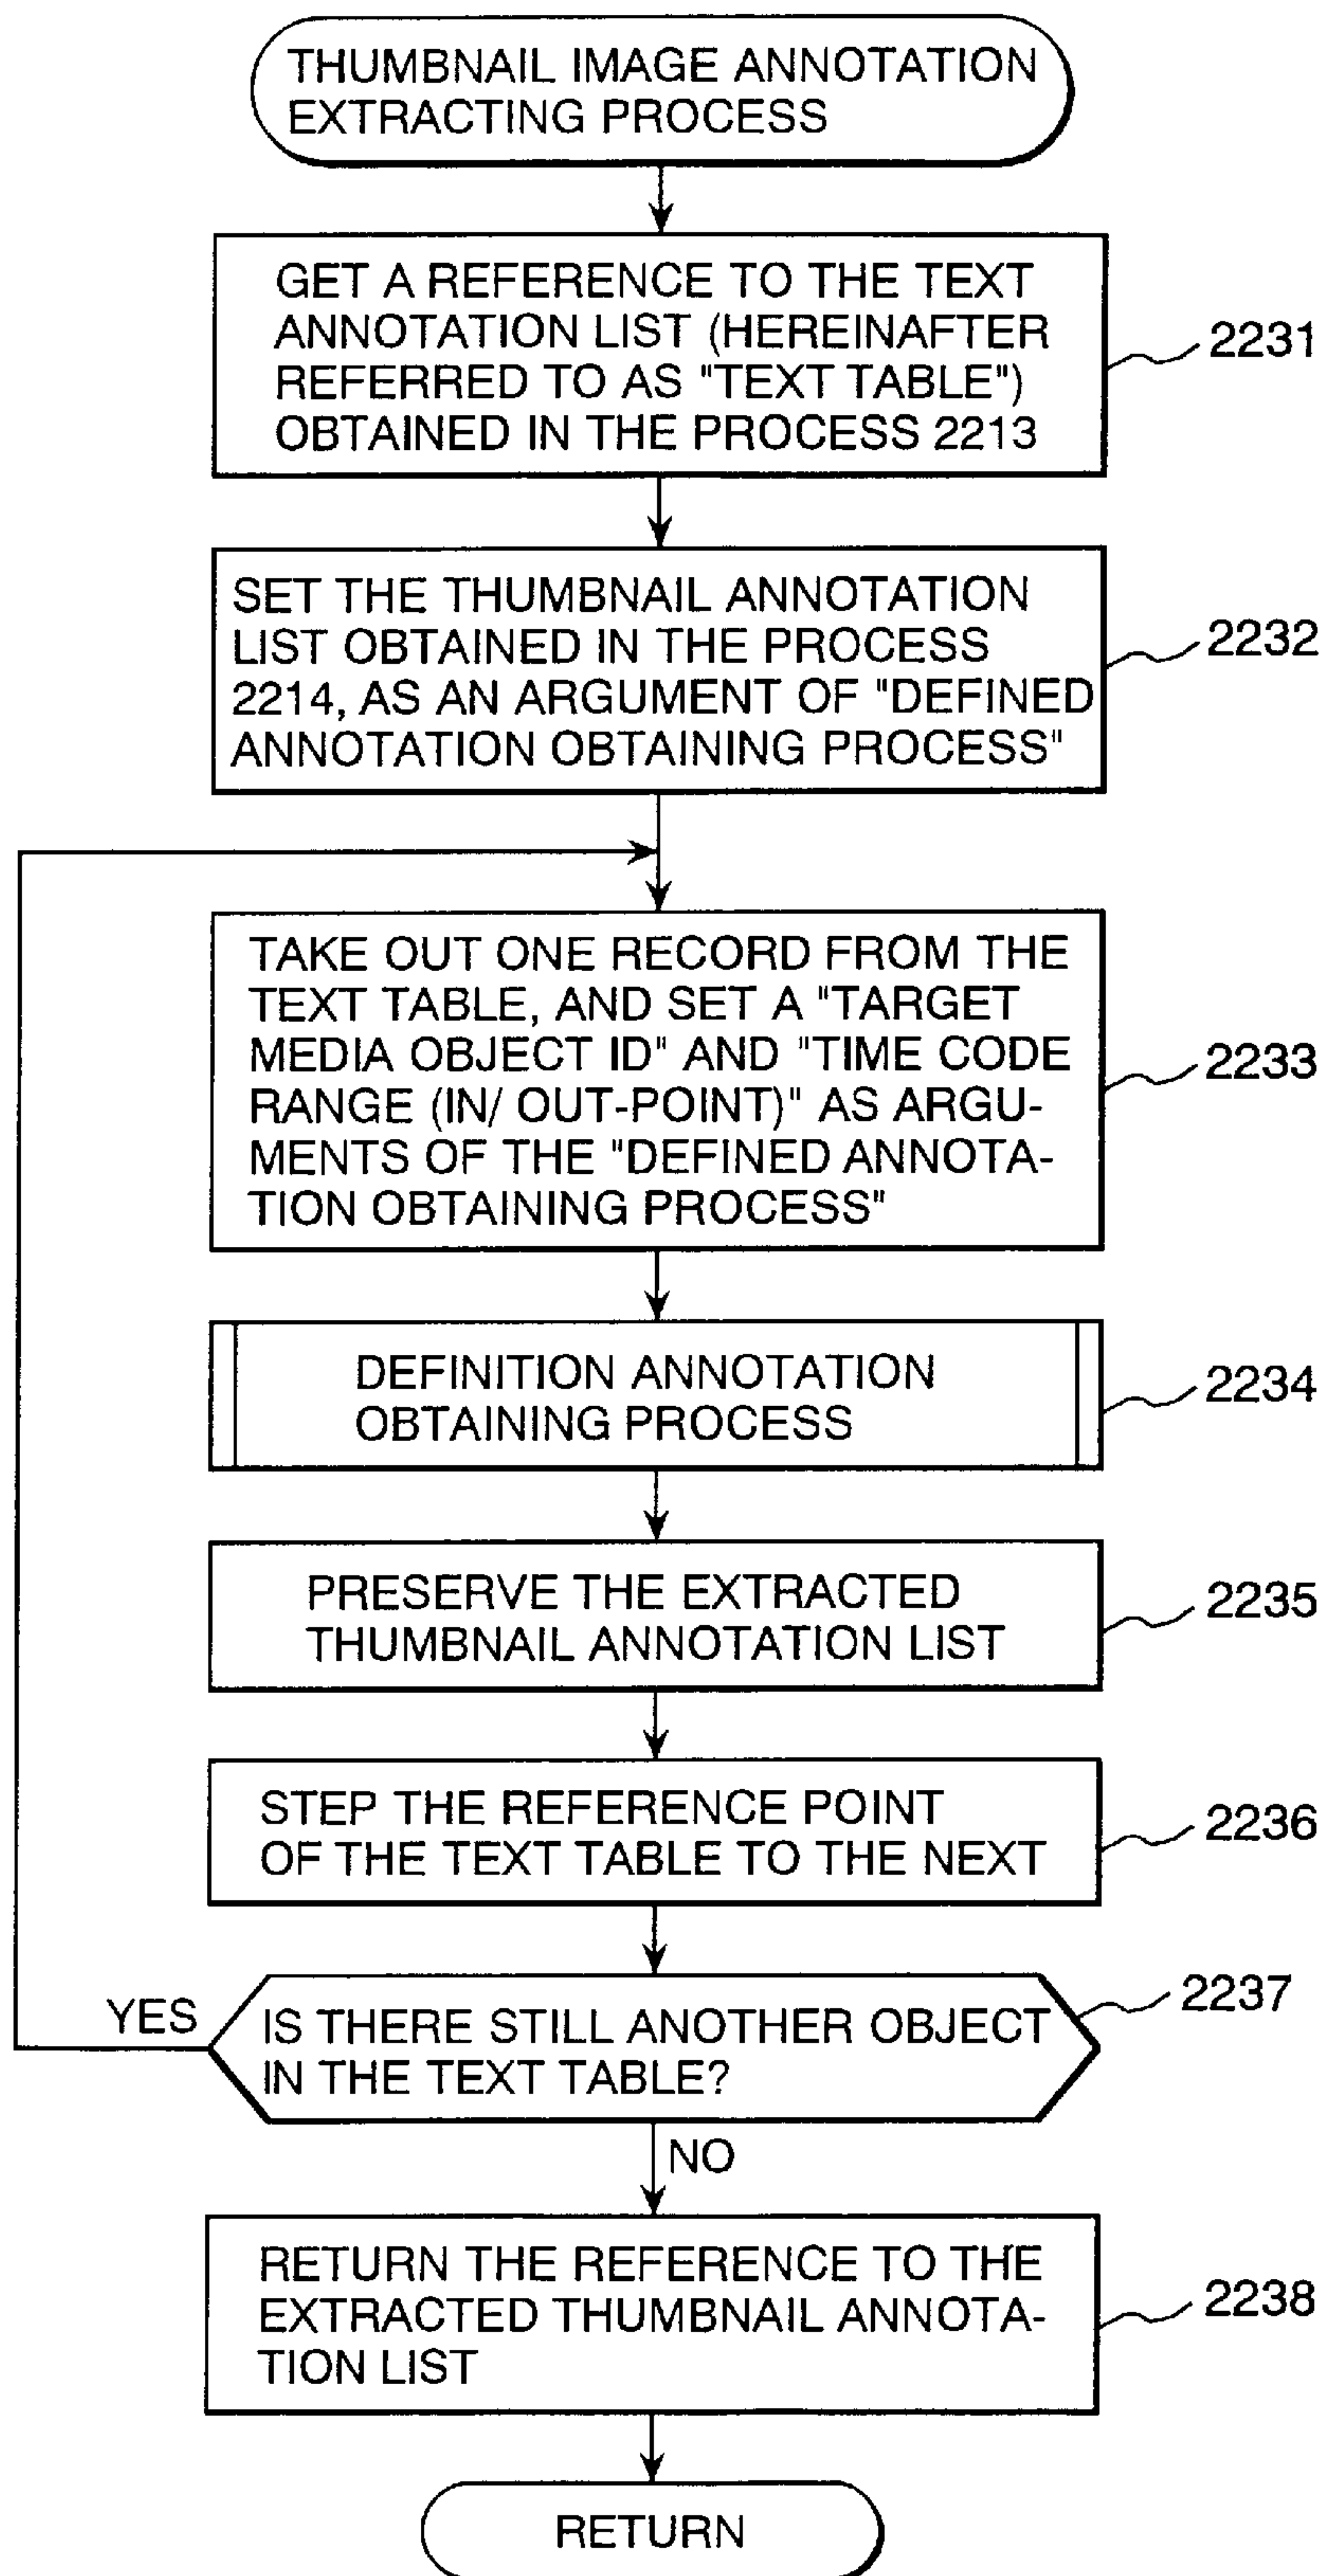 THUMBNAIL IMAGE ANNOTATION
EXTRACTING PROCESS
GET A REFERENCE TO THE TEXT
ANNOTATION LIST (HEREINAFTER
REFERRED TO AS "TEXT TABLE")
OBTAINED IN THE PROCESS 2213
2231
SET THE THUMBNAIL ANNOTATION
LIST OBTAINED IN THE PROCESS
2214, AS AN ARGUMENT OF "DEFINED
ANNOTATION OBTAINING PROCESS"
2232
TAKE OUT ONE RECORD FROM THE
TEXT TABLE, AND SET A "TARGET
MEDIA OBJECT ID" AND "TIME CODE
RANGE (IN/ OUT-POINT)" AS ARGU-
MENTS OF THE "DEFINED ANNOTA-
TION OBTAINING PROCESS"
2233
DEFINITION ANNOTATION
OBTAINING PROCESS
2234
PRESERVE THE EXTRACTED
THUMBNAIL ANNOTATION LIST
2235
STEP THE REFERENCE POINT
OF THE TEXT TABLE TO THE NEXT
2236
YES
IS THERE STILL ANOTHER OBJECT
IN THE TEXT TABLE?
2237
NO
RETURN THE REFERENCE TO THE
EXTRACTED THUMBNAIL ANNOTA-
TION LIST
2238
RETURN